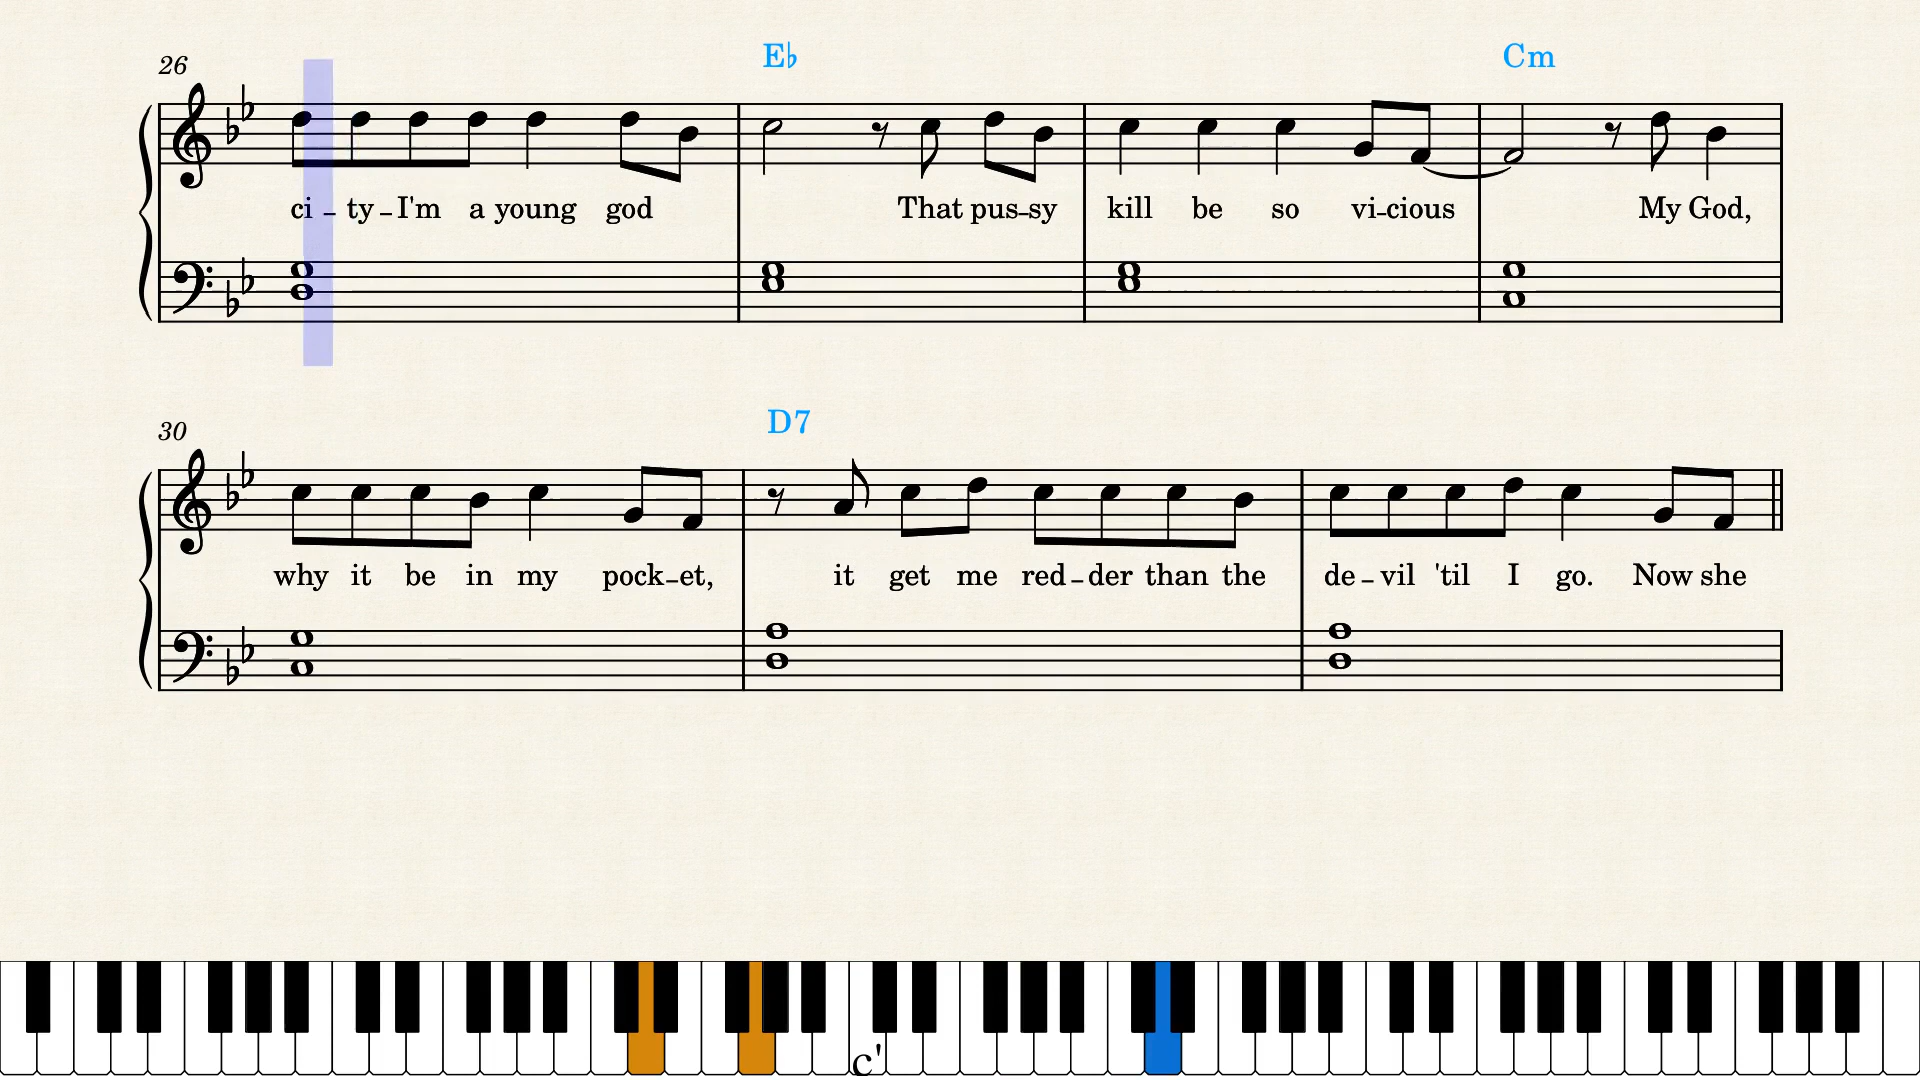 26
E♭ Cm
ci – ty – I'm a young god That pus–sy kill be so vi–cious My God,
30
D7
why it be in my pock–et, it get me red–der than the de–vil 'til I go. Now she
c'